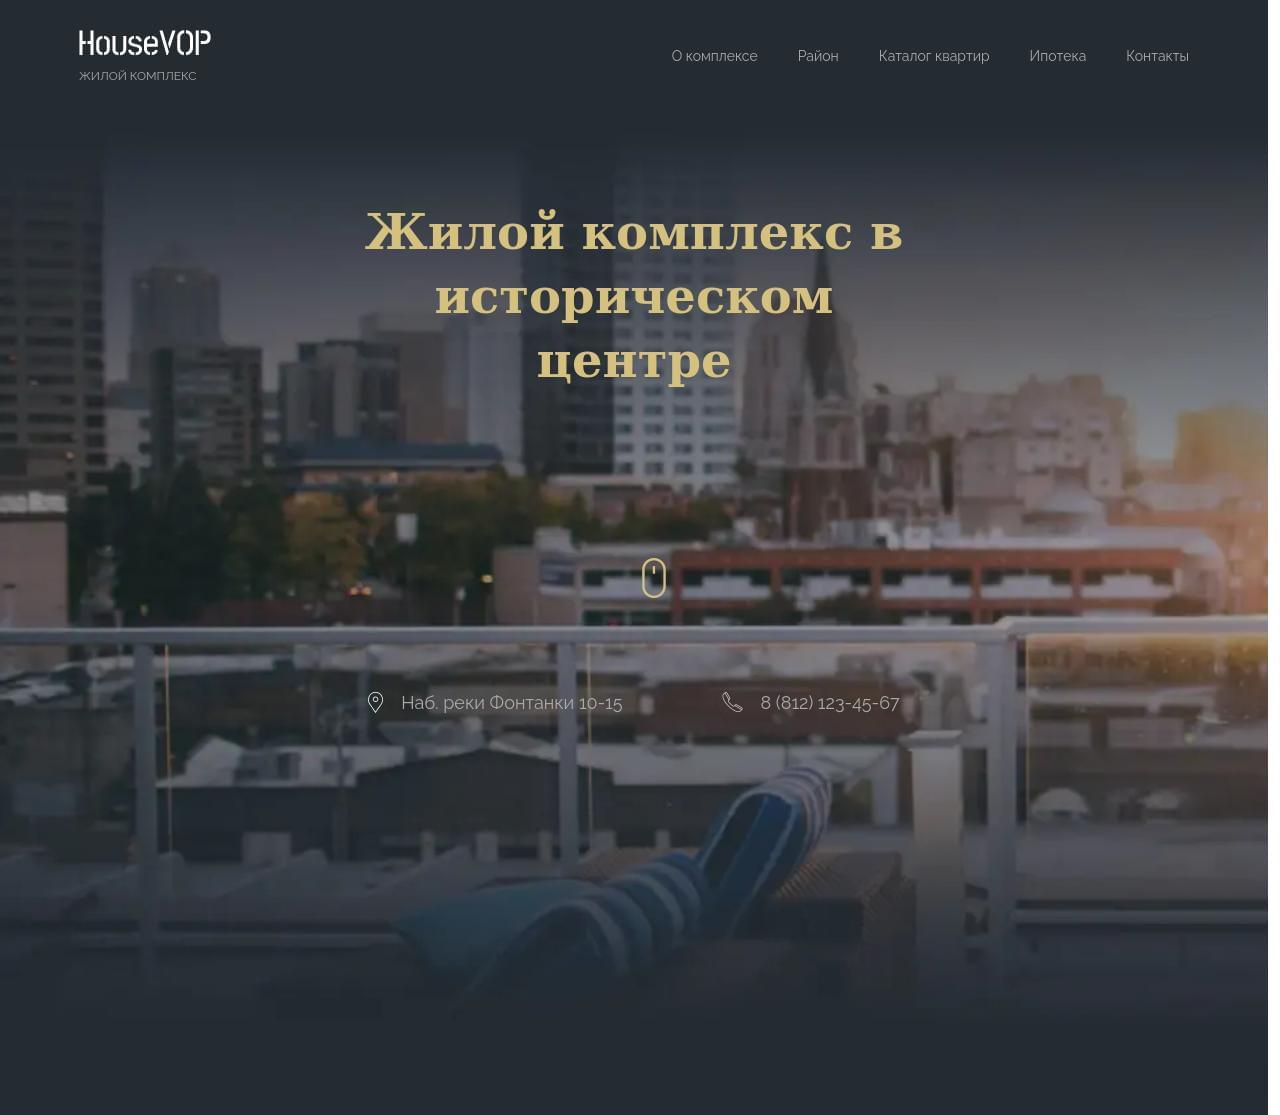 HouseVOP
ЖИЛОЙ КОМПЛЕКС
О комплексе Район Каталог квартир Ипотека Контакты
Жилой комплекс в
историческом
центре
Наб. реки Фонтанки 10-15 8 (812) 123-45-67